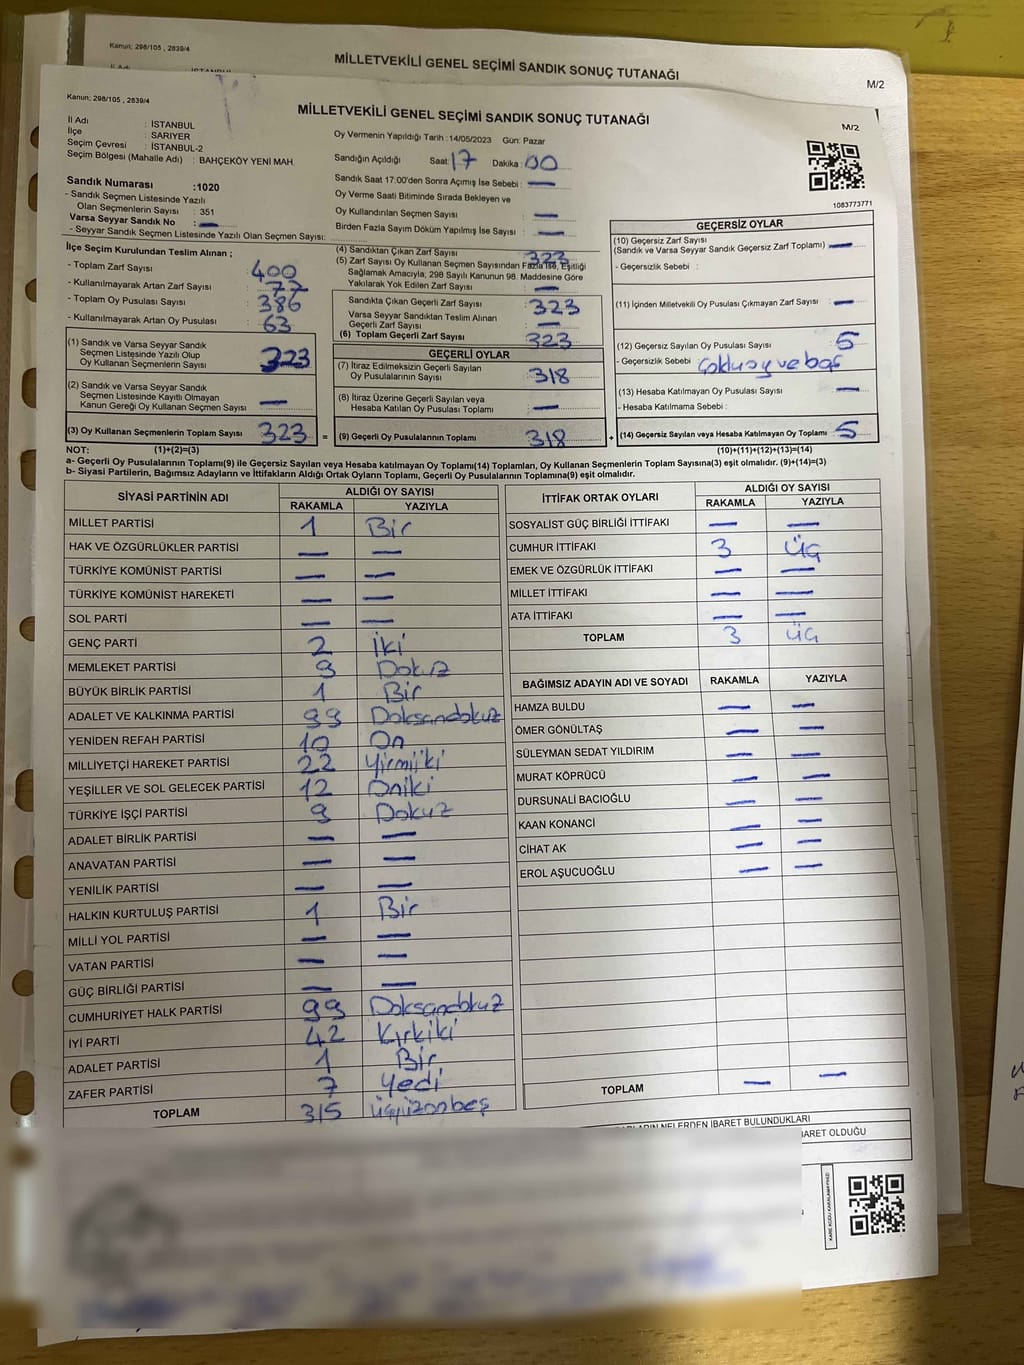 Kanun; 298/105 , 2839/4
MİLLETVEKİLİ GENEL SEÇİMİ SANDIK SONUÇ TUTANAĞI
M/2
Kanun; 298/105 , 2839/4
MİLLETVEKİLİ GENEL SEÇİMİ SANDIK SONUÇ TUTANAĞI
M/2
İl Adı : İSTANBUL
İlçe : SARIYER
Seçim Çevresi : İSTANBUL-2
Seçim Bölgesi (Mahalle Adı) : BAHÇEKÖY YENİ MAH.
Sandık Numarası :1020
- Sandık Seçmen Listesinde Yazılı
Olan Seçmenlerin Sayısı : 351
Varsa Seyyar Sandık No : —
- Seyyar Sandık Seçmen Listesinde Yazılı Olan Seçmen Sayısı:
Oy Vermenin Yapıldığı Tarih :14/05/2023 Gün: Pazar
Sandığın Açıldığı Saat: 17 Dakika : 00
Sandık Saat 17:00'den Sonra Açımış İse Sebebi : —
Oy Verme Saati Bitiminde Sırada Bekleyen ve
Oy Kullandırılan Seçmen Sayısı : —
Birden Fazla Sayım Döküm Yapılmış İse Sayısı : —
1083773771
İlçe Seçim Kurulundan Teslim Alınan ;
- Toplam Zarf Sayısı : 400
- Kullanılmayarak Artan Zarf Sayısı : 77
- Toplam Oy Pusulası Sayısı : 386
- Kullanılmayarak Artan Oy Pusulası : 63
(1) Sandık ve Varsa Seyyar Sandık
Seçmen Listesinde Yazılı Olup
Oy Kullanan Seçmenlerin Sayısı : 323
(2) Sandık ve Varsa Seyyar Sandık
Seçmen Listesinde Kayıtlı Olmayan
Kanun Gereği Oy Kullanan Seçmen Sayısı : —
(3) Oy Kullanan Seçmenlerin Toplam Sayısı : 323 =
(4) Sandıktan Çıkan Zarf Sayısı : 323
(5) Zarf Sayısı Oy Kullanan Seçmen Sayısından Fazla İse, Eşitliği
Sağlamak Amacıyla, 298 Sayılı Kanunun 98. Maddesine Göre
Yakılarak Yok Edilen Zarf Sayısı : —
Sandıkta Çıkan Geçerli Zarf Sayısı : 323
Varsa Seyyar Sandıktan Teslim Alınan
Geçerli Zarf Sayısı : —
(6) Toplam Geçerli Zarf Sayısı : 323
GEÇERLİ OYLAR
(7) İtiraz Edilmeksizin Geçerli Sayılan
Oy Pusulalarının Sayısı : 318
(8) İtiraz Üzerine Geçerli Sayılan veya
Hesaba Katılan Oy Pusulası Toplamı : —
(9) Geçerli Oy Pusulalarının Toplamı : 318 +
GEÇERSİZ OYLAR
(10) Geçersiz Zarf Sayısı
(Sandık ve Varsa Seyyar Sandık Geçersiz Zarf Toplamı) : —
- Geçersizlik Sebebi :
(11) İçinden Milletvekili Oy Pusulası Çıkmayan Zarf Sayısı : —
(12) Geçersiz Sayılan Oy Pusulası Sayısı : 5
- Geçersizlik Sebebi : çoklu oy ve boş
(13) Hesaba Katılmayan Oy Pusulası Sayısı : —
- Hesaba Katılmama Sebebi :
(14) Geçersiz Sayılan veya Hesaba Katılmayan Oy Toplamı : 5
NOT: (1)+(2)=(3) (10)+(11)+(12)+(13)=(14)
a- Geçerli Oy Pusulalarının Toplamı(9) ile Geçersiz Sayılan veya Hesaba katılmayan Oy Toplamı(14) Toplamları, Oy Kullanan Seçmenlerin Toplam Sayısına(3) eşit olmalıdır. (9)+(14)=(3)
b- Siyasi Partilerin, Bağımsız Adayların ve İttifakların Aldığı Ortak Oyların Toplamı, Geçerli Oy Pusulalarının Toplamına(9) eşit olmalıdır.
SİYASİ PARTİNİN ADI ALDIĞI OY SAYISI
RAKAMLA YAZIYLA
MİLLET PARTİSİ 1 Bir
HAK VE ÖZGÜRLÜKLER PARTİSİ — —
TÜRKİYE KOMÜNİST PARTİSİ — —
TÜRKİYE KOMÜNİST HAREKETİ — —
SOL PARTİ — —
GENÇ PARTİ 2 İki
MEMLEKET PARTİSİ 9 Dokuz
BÜYÜK BİRLİK PARTİSİ 1 Bir
ADALET VE KALKINMA PARTİSİ 99 Doksandokuz
YENİDEN REFAH PARTİSİ 10 On
MİLLİYETÇİ HAREKET PARTİSİ 22 Yirmiiki
YEŞİLLER VE SOL GELECEK PARTİSİ 12 Oniki
TÜRKİYE İŞÇİ PARTİSİ 9 Dokuz
ADALET BİRLİK PARTİSİ — —
ANAVATAN PARTİSİ — —
YENİLİK PARTİSİ — —
HALKIN KURTULUŞ PARTİSİ 1 Bir
MİLLİ YOL PARTİSİ — —
VATAN PARTİSİ — —
GÜÇ BİRLİĞİ PARTİSİ — —
CUMHURİYET HALK PARTİSİ 99 Doksandokuz
İYİ PARTİ 42 Kırkiki
ADALET PARTİSİ 1 Bir
ZAFER PARTİSİ 7 Yedi
TOPLAM 315 üçyüzonbeş
İTTİFAK ORTAK OYLARI ALDIĞI OY SAYISI
RAKAMLA YAZIYLA
SOSYALİST GÜÇ BİRLİĞİ İTTİFAKI — —
CUMHUR İTTİFAKI 3 üç
EMEK VE ÖZGÜRLÜK İTTİFAKI — —
MİLLET İTTİFAKI — —
ATA İTTİFAKI — —
TOPLAM 3 üç
BAĞIMSIZ ADAYIN ADI VE SOYADI RAKAMLA YAZIYLA
HAMZA BULDU — —
ÖMER GÖNÜLTAŞ — —
SÜLEYMAN SEDAT YILDIRIM — —
MURAT KÖPRÜCÜ — —
DURSUNALİ BACIOĞLU — —
KAAN KONANCİ — —
CİHAT AK — —
EROL AŞUCUOĞLU — —
TOPLAM — —
NELERDEN İBARET BULUNDUKLARI
İBARET OLDUĞU
KARE KODU KARALAMAYINIZ!